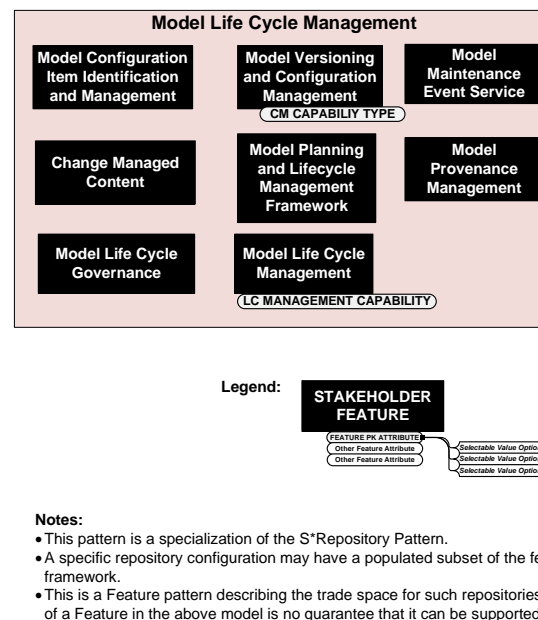 Model Life Cycle Management
Model Configuration
Item Identification
and Management
Model Versioning
and Configuration
Management
CM CAPABILIY TYPE
Model
Maintenance
Event Service
Change Managed
Content
Model Planning
and Lifecycle
Management
Framework
Model
Provenance
Management
Model Life Cycle
Governance
Model Life Cycle
Management
LC MANAGEMENT CAPABILITY
Legend:
STAKEHOLDER
FEATURE
FEATURE PK ATTRIBUTE
Other Feature Attribute
Other Feature Attribute
Selectable Value Option
Selectable Value Option
Selectable Value Option
Notes:
• This pattern is a specialization of the S*Repository Pattern.
• A specific repository configuration may have a populated subset of the fe
framework.
• This is a Feature pattern describing the trade space for such repositories
of a Feature in the above model is no guarantee that it can be supported